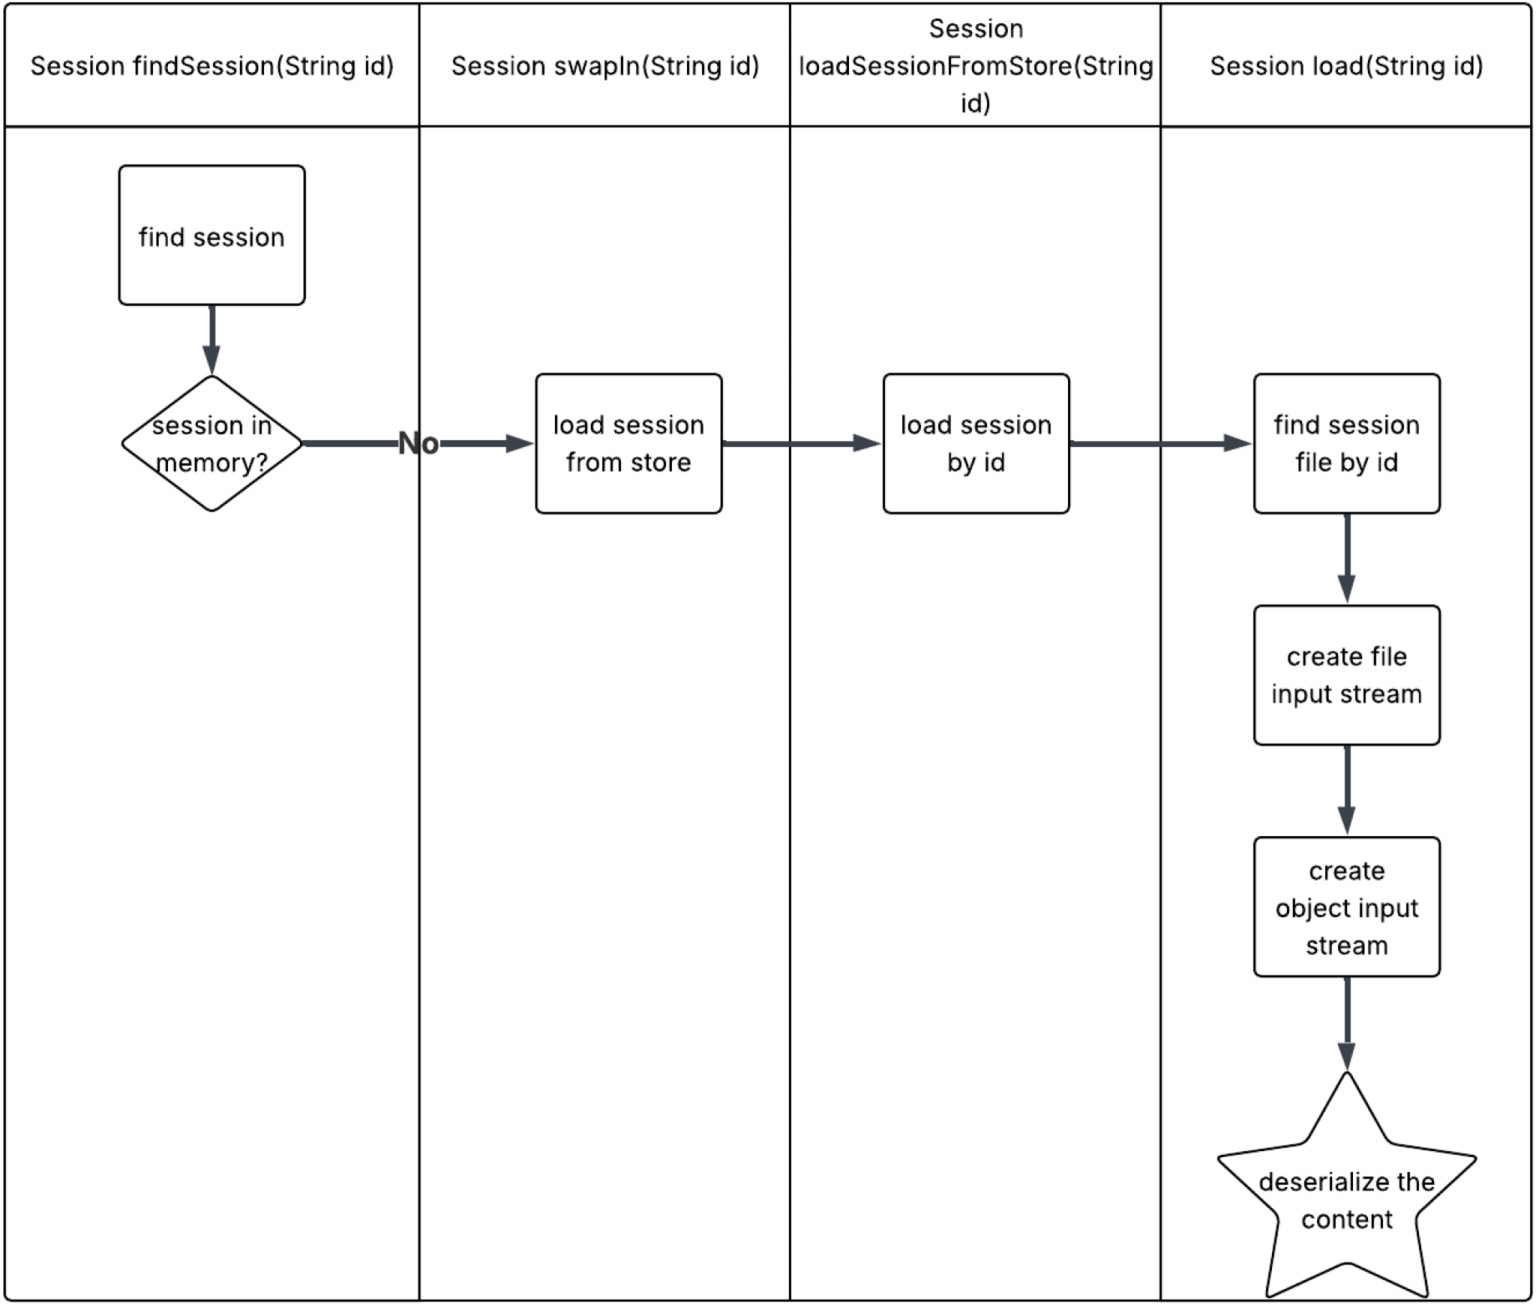 Session findSession(String id)
Session swapIn(String id)
Session
loadSessionFromStore(String
id)
Session load(String id)
find session
session in
memory?
No
load session
from store
load session
by id
find session
file by id
create file
input stream
create
object input
stream
deserialize the
content